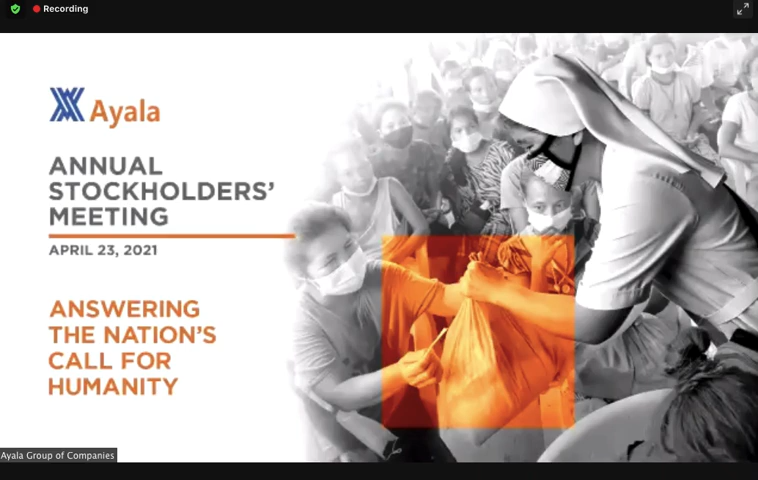 Recording
Ayala
ANNUAL
STOCKHOLDERS'
MEETING
APRIL 23, 2021
ANSWERING
THE NATION'S
CALL FOR
HUMANITY
Ayala Group of Companies